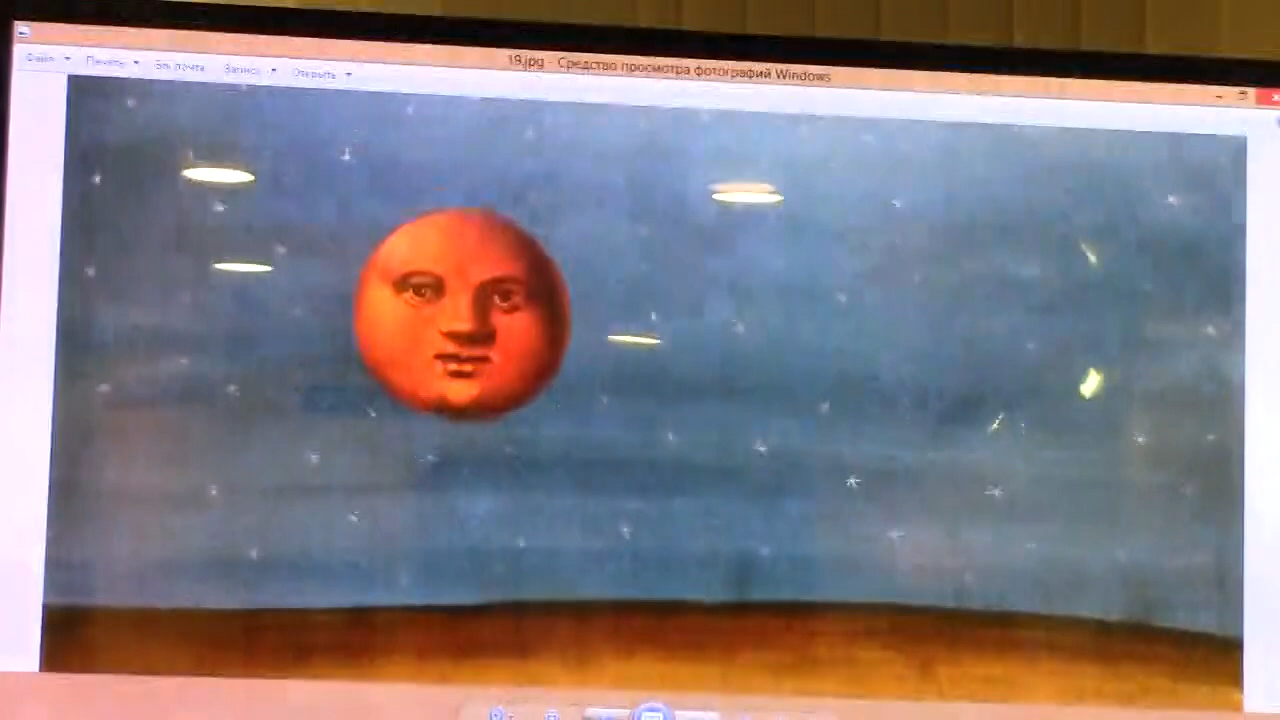 19.jpg - Средство просмотра фотографий Windows
Файл Печать Эл. почта Запись Открыть